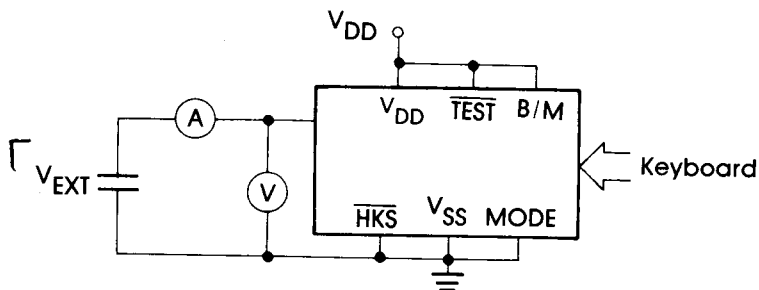 V_DD
V_DD TEST B/M
A
V_EXT
V
Keyboard
HKS V_SS MODE